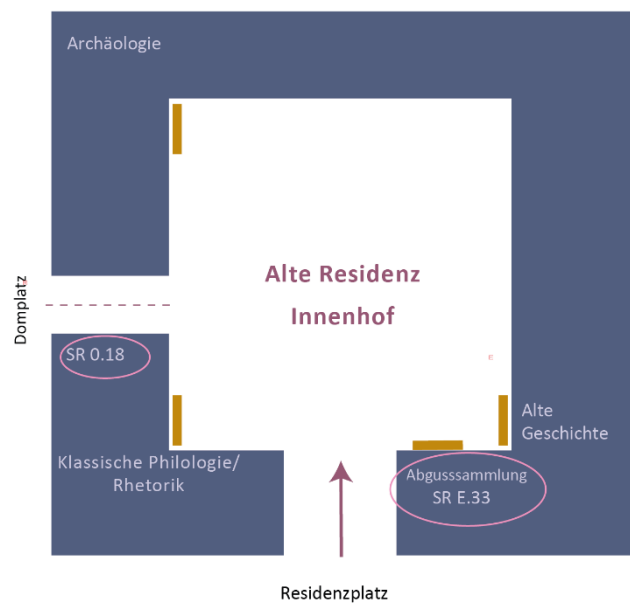 Archäologie
Alte Residenz
Innenhof
Domplatz
SR 0.18
Alte
Geschichte
Klassische Philologie/
Rhetorik
Abgusssammlung
SR E.33
Residenzplatz